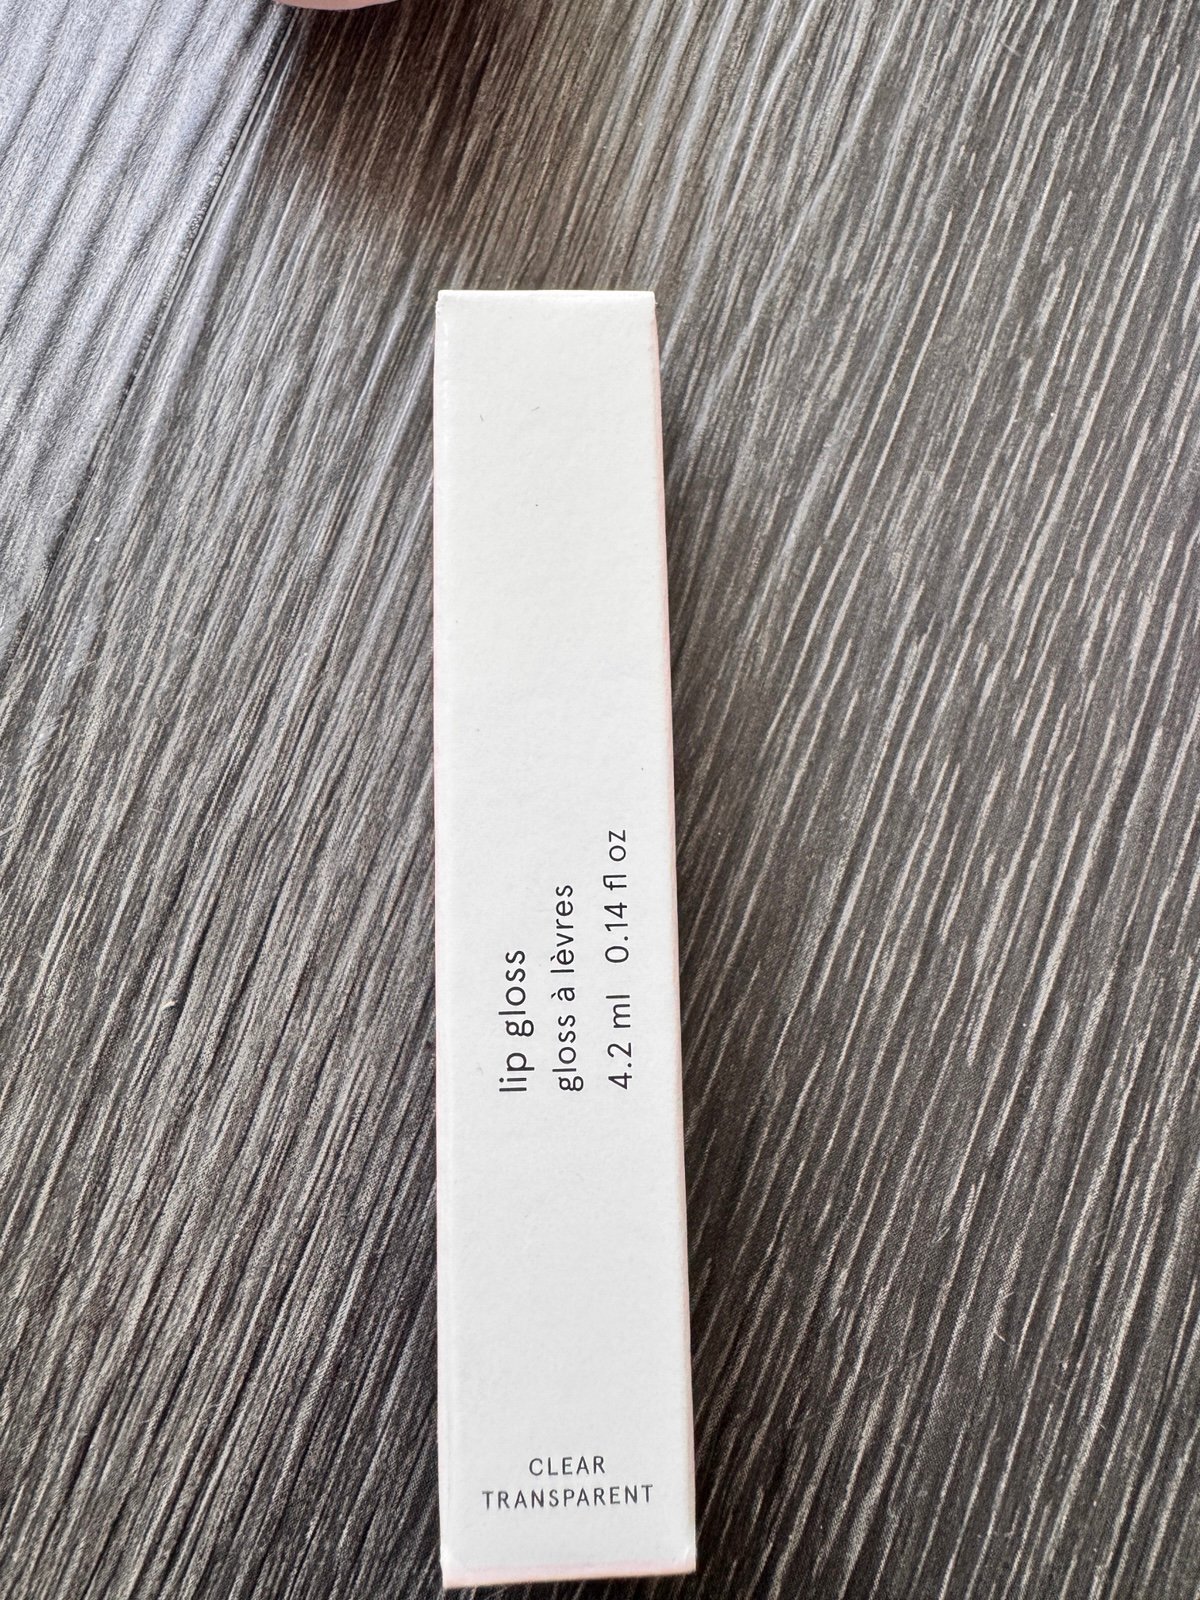 lip gloss
gloss à lèvres
4.2 ml 0.14 fl oz
CLEAR
TRANSPARENT